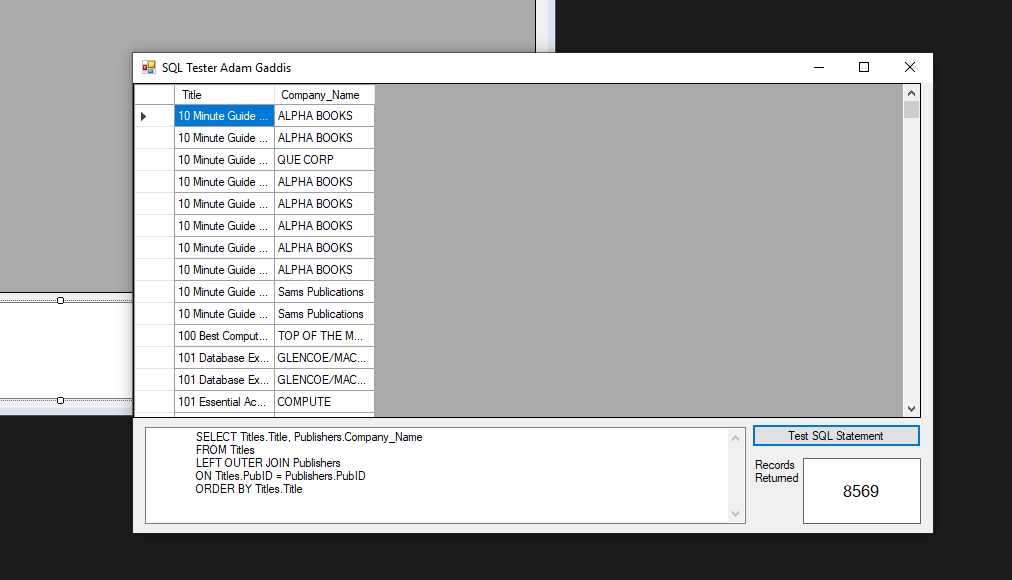 SQL Tester Adam Gaddis
Title Company_Name
10 Minute Guide ... ALPHA BOOKS
10 Minute Guide ... ALPHA BOOKS
10 Minute Guide ... QUE CORP
10 Minute Guide ... ALPHA BOOKS
10 Minute Guide ... ALPHA BOOKS
10 Minute Guide ... ALPHA BOOKS
10 Minute Guide ... ALPHA BOOKS
10 Minute Guide ... ALPHA BOOKS
10 Minute Guide ... Sams Publications
10 Minute Guide ... Sams Publications
100 Best Comput... TOP OF THE M...
101 Database Ex... GLENCOE/MAC...
101 Database Ex... GLENCOE/MAC...
101 Essential Ac... COMPUTE
SELECT Titles.Title, Publishers.Company_Name
FROM Titles
LEFT OUTER JOIN Publishers
ON Titles.PubID = Publishers.PubID
ORDER BY Titles.Title
Test SQL Statement
Records
Returned
8569